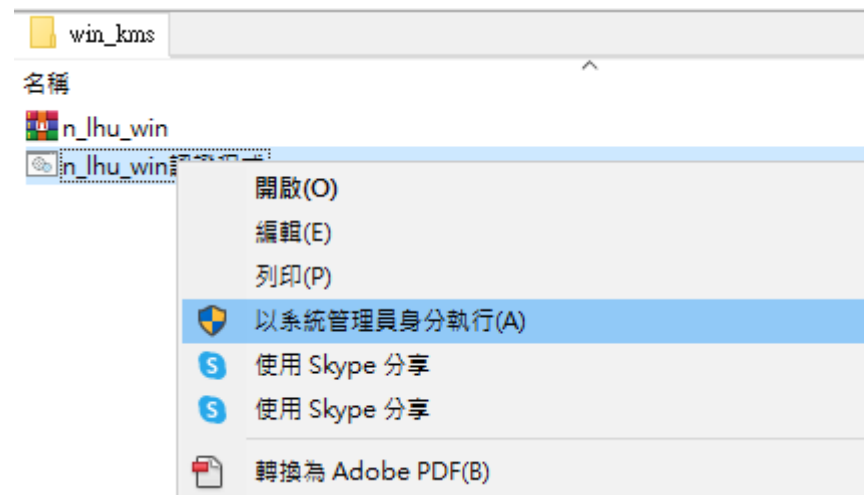 win_kms
名稱
n_lhu_win
n_lhu_win
開啟(O)
編輯(E)
列印(P)
以系統管理員身分執行(A)
使用 Skype 分享
使用 Skype 分享
轉換為 Adobe PDF(B)